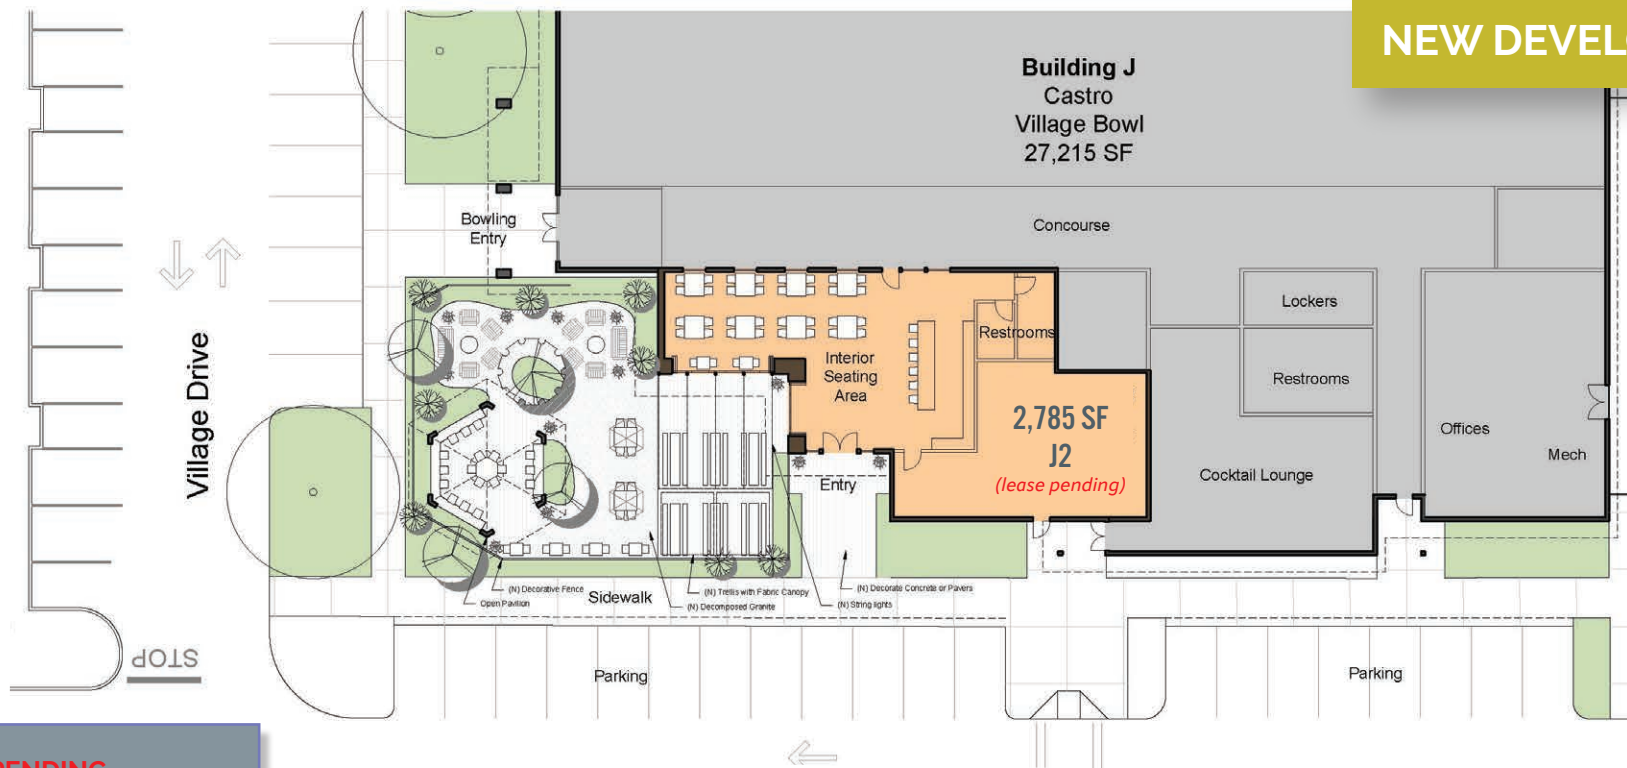 NEW DEVEL
Building J
Castro
Village Bowl
27,215 SF
Bowling
Entry
Concourse
Lockers
Restrooms
Restrooms
Interior
Seating
Area
2,785 SF
J2
(lease pending)
Offices
Mech
Cocktail Lounge
Entry
Village Drive
(N) Decorative Fence
Open Pavilion
Sidewalk
(N) Trellis with Fabric Canopy
(N) Decomposed Granite
(N) Decorate Concrete or Pavers
(N) String lights
STOP
Parking
Parking
PENDING